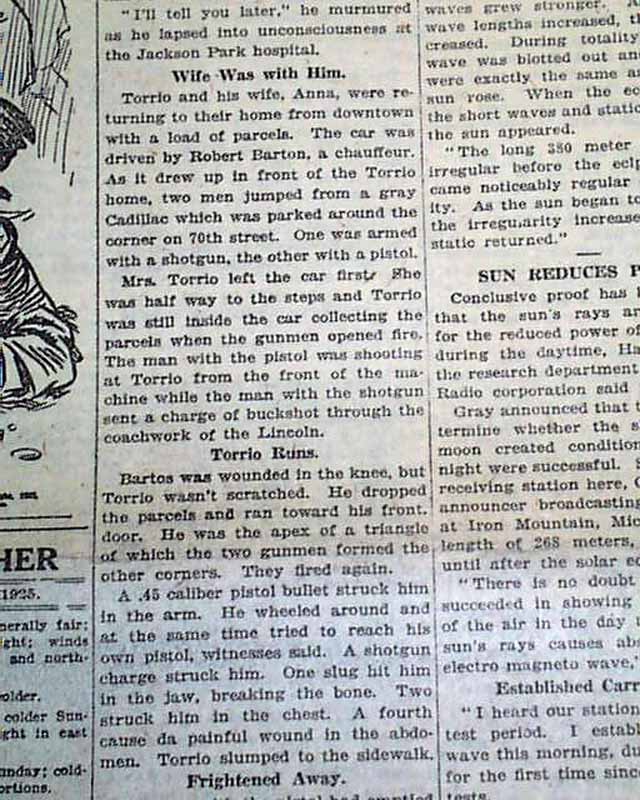 "I'll tell you later," he murmured
as he lapsed into unconsciousness at
the Jackson Park hospital.
Wife Was with Him.
Torrio and his wife, Anna, were re-
turning to their home from downtown
with a load of parcels. The car was
driven by Robert Barton, a chauffeur.
As it drew up in front of the Torrio
home, two men jumped from a gray
Cadillac which was parked around the
corner on 70th street. One was armed
with a shotgun, the other with a pistol.
Mrs. Torrio left the car first. She
was half way to the steps and Torrio
was still inside the car collecting the
parcels when the gunmen opened fire.
The man with the pistol was shooting
at Torrio from the front of the ma-
chine while the man with the shotgun
sent a charge of buckshot through the
coachwork of the Lincoln.
Torrio Runs.
Bartos was wounded in the knee, but
Torrio wasn't scratched. He dropped
the parcels and ran toward his front.
door. He was the apex of a triangle
of which the two gunmen formed the
other corners. They fired again.
A .45 caliber pistol bullet struck him
in the arm. He wheeled around and
at the same time tried to reach his
own pistol, witnesses said. A shotgun
charge struck him. One slug hit him
in the jaw, breaking the bone. Two
struck him in the chest. A fourth
cause da painful wound in the abdo-
men. Torrio slumped to the sidewalk.
Frightened Away.
waves grew stronger.
wave lengths increased,
creased. During totality
wave was blotted out an
were exactly the same a
sun rose. When the ec
the short waves and stati
the sun appeared.
"The long 350 meter
irregular before the ecl
came noticeably regular
ity. As the sun began to
the irregularity increase
static returned."
SUN REDUCES P
Conclusive proof has
that the sun's rays ar
for the reduced power of
during the daytime, Ha
the research department
Radio corporation said
Gray announced that t
termine whether the s
moon created condition
night were successful.
receiving station here,
announcer broadcasting
at Iron Mountain, Mic
length of 268 meters,
until after the solar ec
"There is no doubt
succeeded in showing
of the air in the day
sun's rays causes abs
electro magneto wave,
Established Carr
"I heard our station
test period. I establ
wave this morning, du
for the first time since
tests.
HER
1925.
nerally fair;
ght; winds
and north-
older.
colder Sun-
ght in east
unday; cold-
ortions.